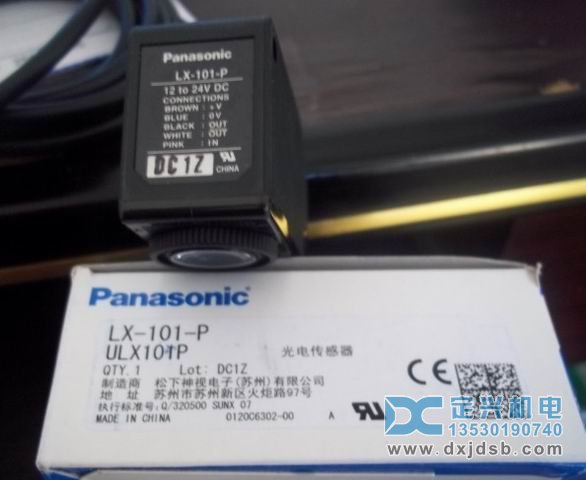 Panasonic
LX-101-P
12 to 24V DC
CONNECTIONS
BROWN : +V
BLUE : 0V
BLACK : OUT
WHITE : OUT
PINK : IN
DC1Z
CHINA
Panasonic
LX-101-P
ULX101P
光电传感器
QTY.1 Lot: DC1Z
制造商 松下神视电子(苏州)有限公司
地 址 苏州市苏州新区火炬路97号
执行标准号: Q/320500 SUNX 07
MADE IN CHINA 0120C6302-00 A
CE
定兴机电
13530190740
www.dxjdsb.com